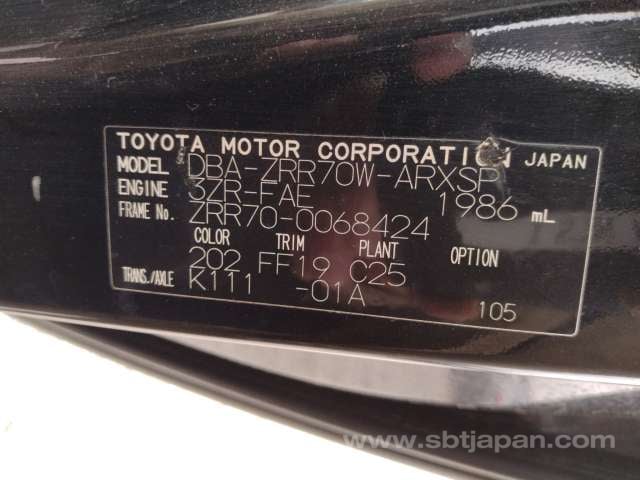 TOYOTA MOTOR CORPORATION JAPAN
MODEL DBA-ZRR70W-ARXSP
ENGINE 3ZR-FAE 1986 mL
FRAME No. ZRR70-0068424
COLOR TRIM PLANT OPTION
202 FF19 C25
TRANS./AXLE K111 -01A
105
www.sbtjapan.com